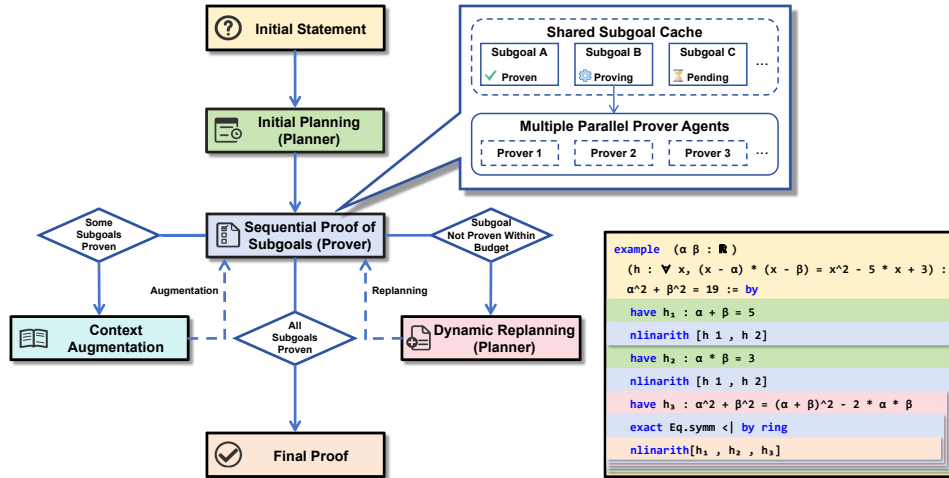 Initial Statement
Initial Planning
(Planner)
Sequential Proof of
Subgoals (Prover)
Some
Subgoals
Proven
Subgoal
Not Proven Within
Budget
Augmentation
Replanning
Context
Augmentation
All
Subgoals
Proven
Dynamic Replanning
(Planner)
Final Proof
Shared Subgoal Cache
Subgoal A
Proven
Subgoal B
Proving
Subgoal C
Pending
...
Multiple Parallel Prover Agents
Prover 1
Prover 2
Prover 3
...
example (α β : ℝ)
(h : ∀ x, (x - α) * (x - β) = x^2 - 5 * x + 3) :
α^2 + β^2 = 19 := by
have h₁ : α + β = 5
nlinarith [h 1 , h 2]
have h₂ : α * β = 3
nlinarith [h 1 , h 2]
have h₃ : α^2 + β^2 = (α + β)^2 - 2 * α * β
exact Eq.symm <| by ring
nlinarith[h₁ , h₂ , h₃]